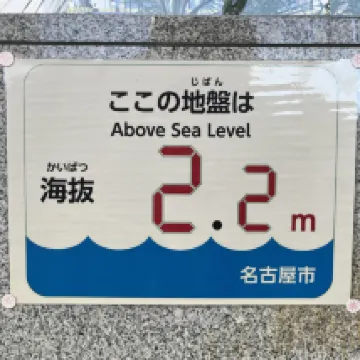 じばん
ここの地盤は
Above Sea Level
かいばつ
海抜 2.2m
名古屋市